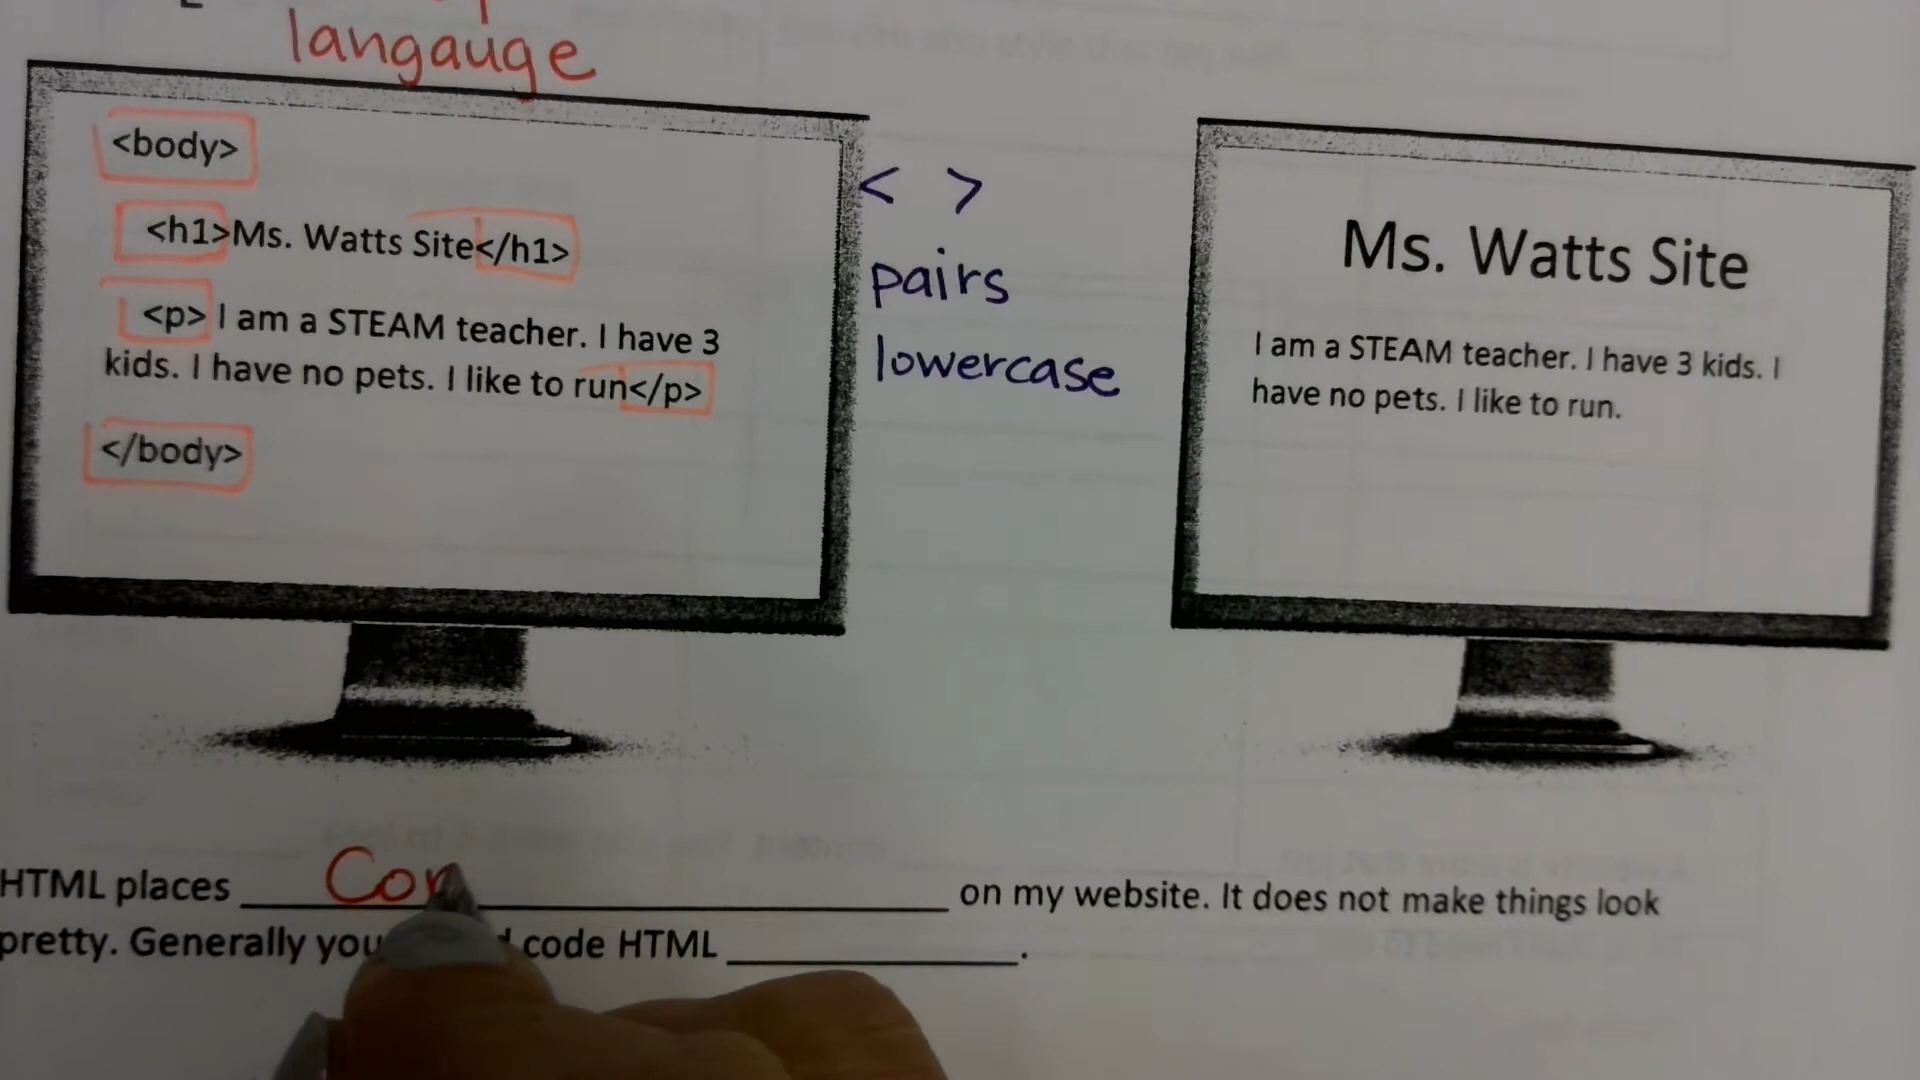 langauge
<body>
<h1>Ms. Watts Site</h1>
<p> I am a STEAM teacher. I have 3
kids. I have no pets. I like to run</p>
</body>
< >
pairs
lowercase
Ms. Watts Site
I am a STEAM teacher. I have 3 kids. I
have no pets. I like to run.
HTML places Con on my website. It does not make things look
pretty. Generally you code HTML .